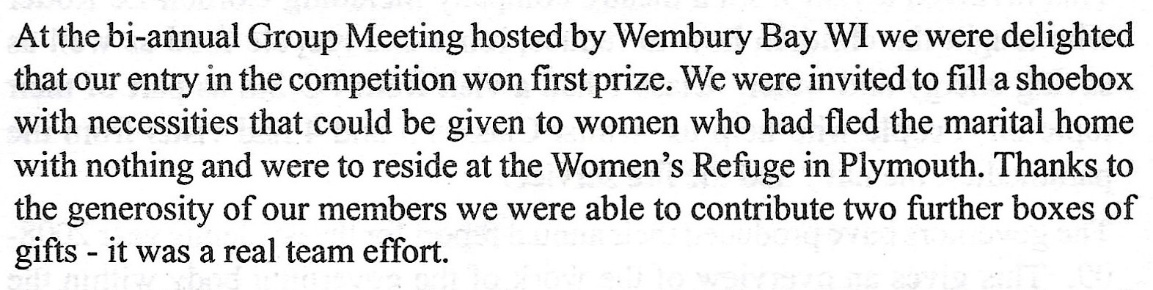 At the bi-annual Group Meeting hosted by Wembury Bay WI we were delighted
that our entry in the competition won first prize. We were invited to fill a shoebox
with necessities that could be given to women who had fled the marital home
with nothing and were to reside at the Women's Refuge in Plymouth. Thanks to
the generosity of our members we were able to contribute two further boxes of
gifts - it was a real team effort.